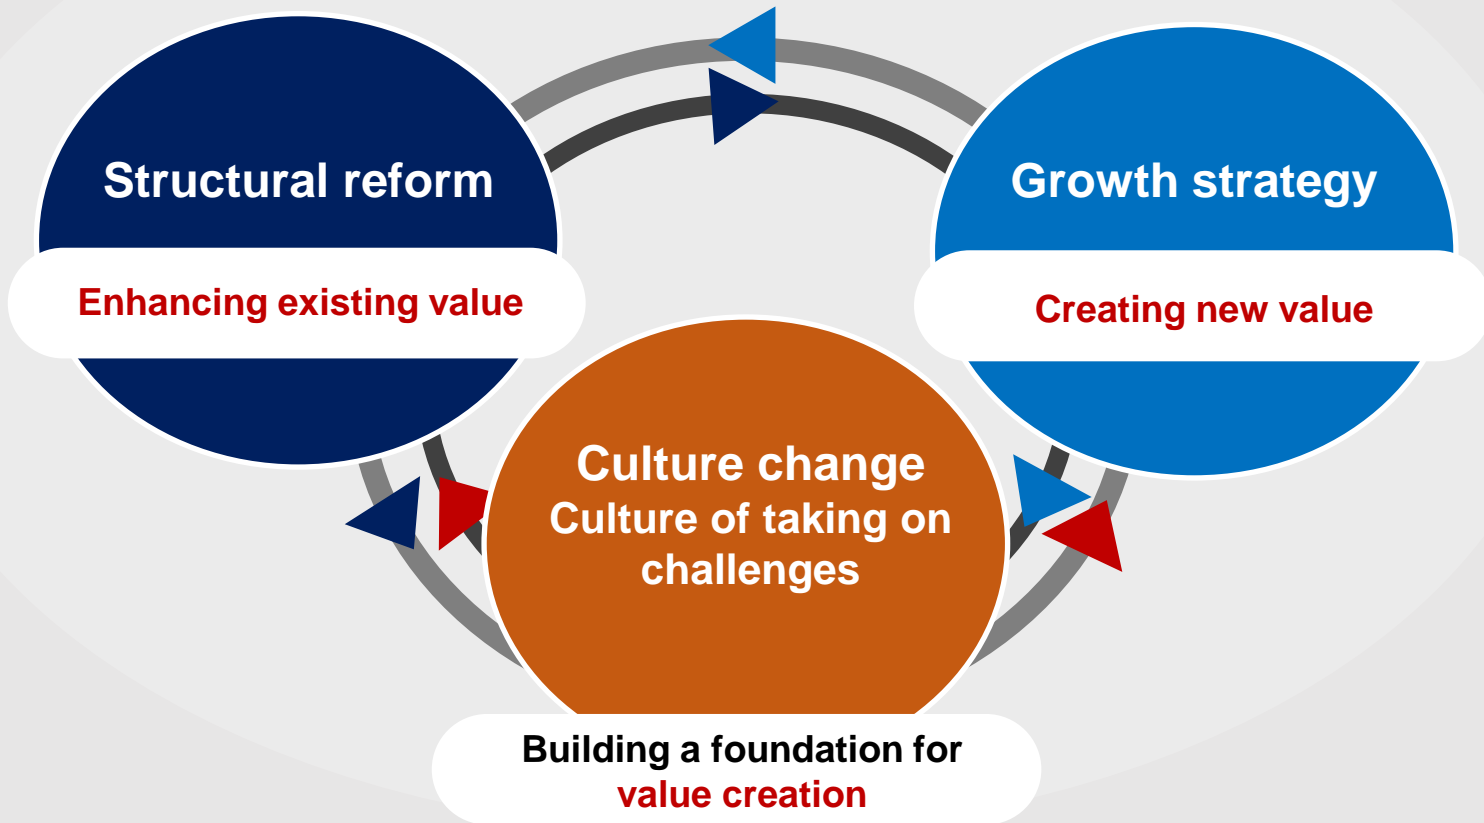 Structural reform
Enhancing existing value
Growth strategy
Creating new value
Culture change
Culture of taking on
challenges
Building a foundation for
value creation